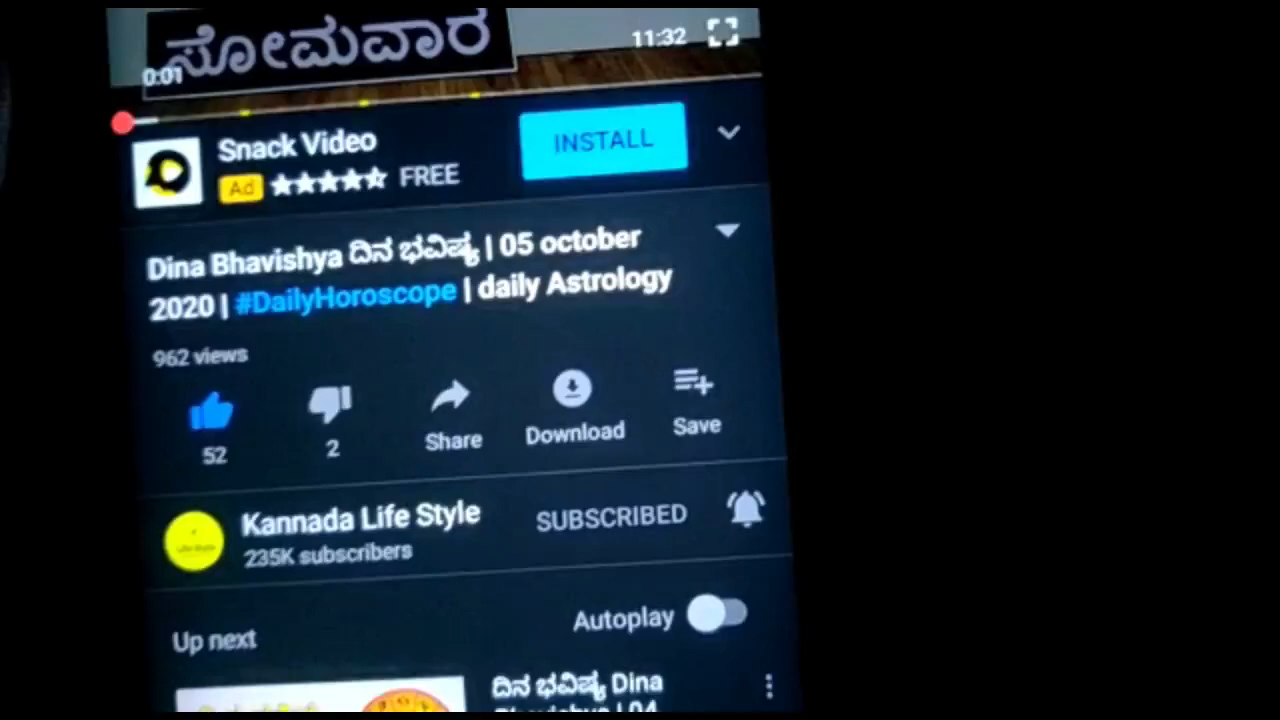 ಸೋಮವಾರ
0:01
11:32
Snack Video
Ad FREE
INSTALL
Dina Bhavishya ದಿನ ಭವಿಷ್ಯ | 05 october
2020 | #DailyHoroscope | daily Astrology
962 views
52
2
Share
Download
Save
Kannada Life Style
235K subscribers
SUBSCRIBED
Autoplay
Up next
ದಿನ ಭವಿಷ್ಯ Dina